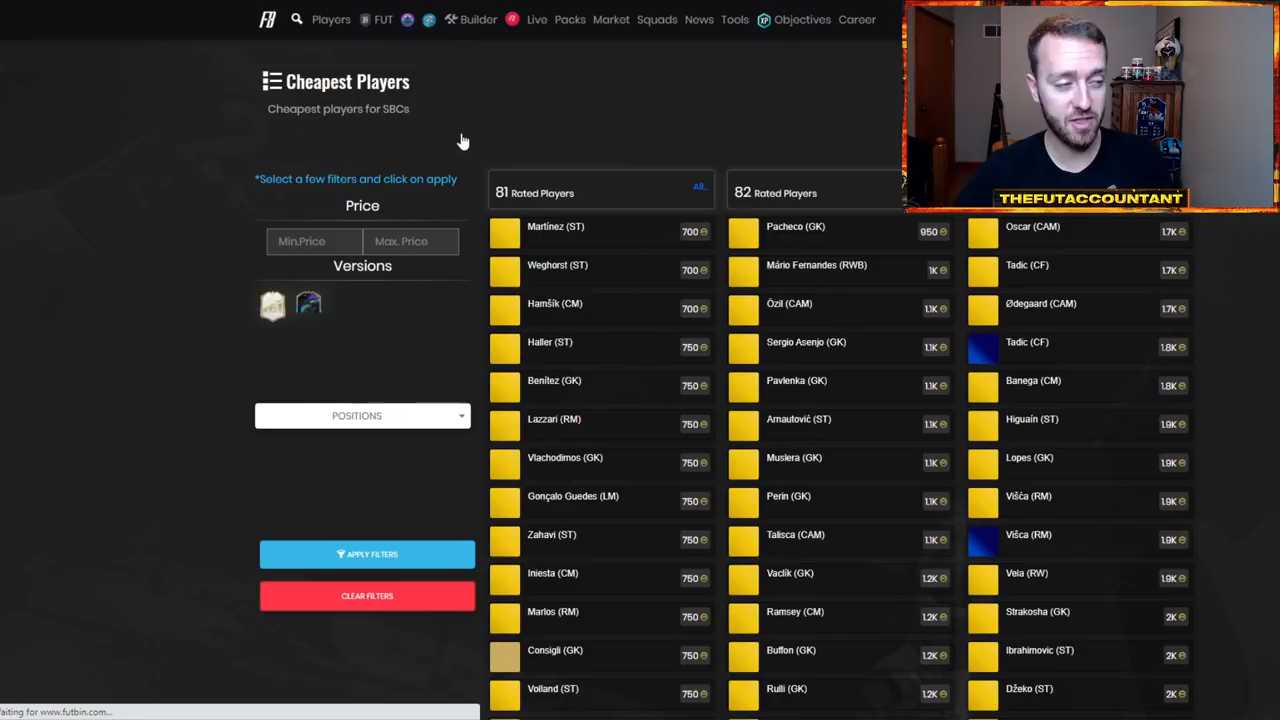 Players FUT Builder Live Packs Market Squads News Tools XP Objectives Career
Cheapest Players
Cheapest players for SBCs
*Select a few filters and click on apply
Price
Min.Price Max. Price
Versions
POSITIONS
APPLY FILTERS
CLEAR FILTERS
81 Rated Players All..
Martínez (ST) 700
Weghorst (ST) 700
Hamšík (CM) 700
Haller (ST) 750
Benítez (GK) 750
Lazzari (RM) 750
Vlachodimos (GK) 750
Gonçalo Guedes (LM) 750
Zahavi (ST) 750
Iniesta (CM) 750
Marlos (RM) 750
Consigli (GK) 750
Volland (ST) 750
82 Rated Players
Pacheco (GK) 950
Mário Fernandes (RWB) 1K
Özil (CAM) 1.1K
Sergio Asenjo (GK) 1.1K
Pavlenka (GK) 1.1K
Arnautović (ST) 1.1K
Muslera (GK) 1.1K
Perin (GK) 1.1K
Talisca (CAM) 1.1K
Vaclík (GK) 1.2K
Ramsey (CM) 1.2K
Buffon (GK) 1.2K
Rulli (GK) 1.2K
Oscar (CAM) 1.7K
Tadic (CF) 1.7K
Ødegaard (CAM) 1.7K
Tadic (CF) 1.8K
Banega (CM) 1.8K
Higuaín (ST) 1.9K
Lopes (GK) 1.9K
Višća (RM) 1.9K
Višca (RM) 1.9K
Vela (RW) 1.9K
Strakosha (GK) 2K
Ibrahimovic (ST) 2K
Džeko (ST) 2K
THEFUTACCOUNTANT
aiting for www.futbin.com...